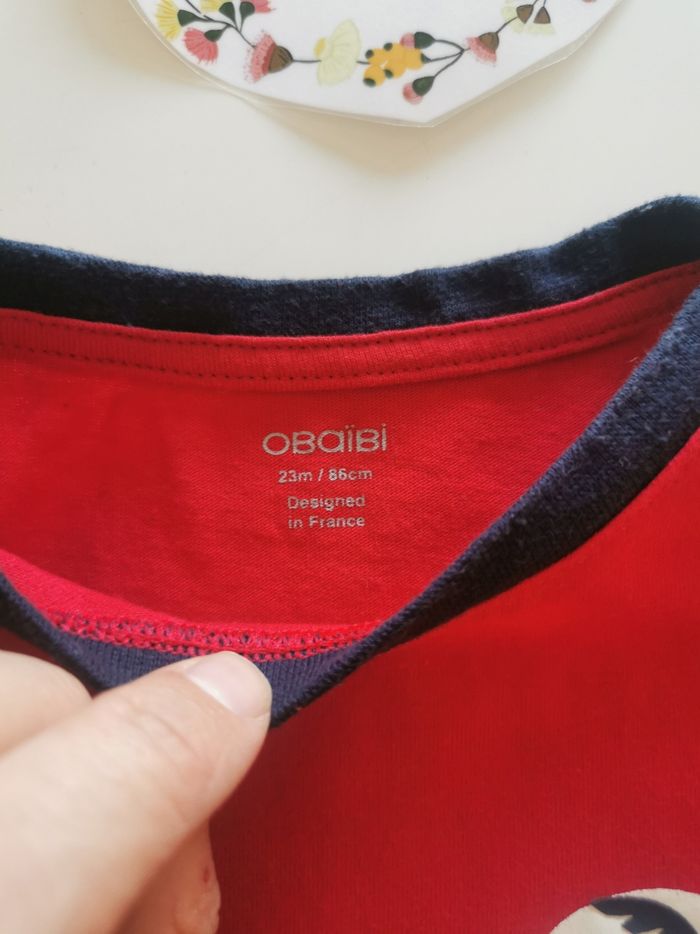 OBaïBi
23m / 86cm
Designed
in France